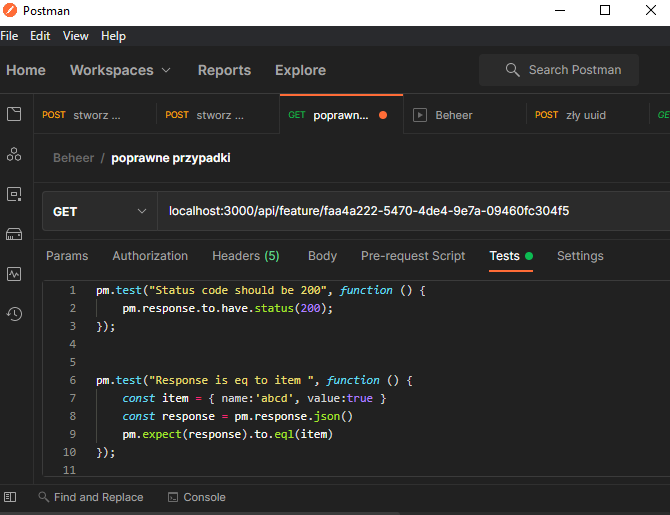 Postman
File Edit View Help
Home Workspaces Reports Explore Search Postman
POST stworz ... POST stworz ... GET poprawn... Beheer POST zły uuid GE
Beheer / poprawne przypadki
GET localhost:3000/api/feature/faa4a222-5470-4de4-9e7a-09460fc304f5
Params Authorization Headers (5) Body Pre-request Script Tests Settings
1 pm.test("Status code should be 200", function () {
2 pm.response.to.have.status(200);
3 });
4
5
6 pm.test("Response is eq to item ", function () {
7 const item = { name:'abcd', value:true }
8 const response = pm.response.json()
9 pm.expect(response).to.eql(item)
10 });
11
Find and Replace Console